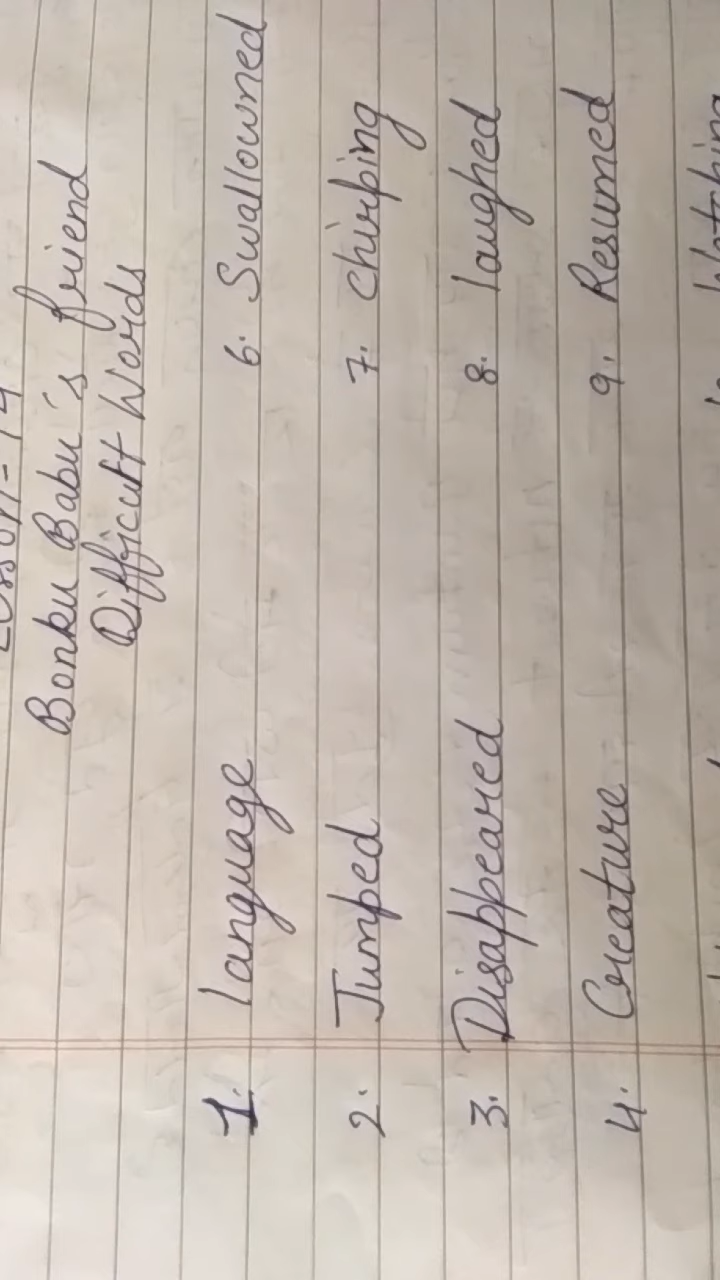 Bonku Babu's friend
Difficult Words
1. language 6. Swallowned
2. Jumped 7. chirping
3. Disappeared 8. laughed
4. Creature 9. Resumed